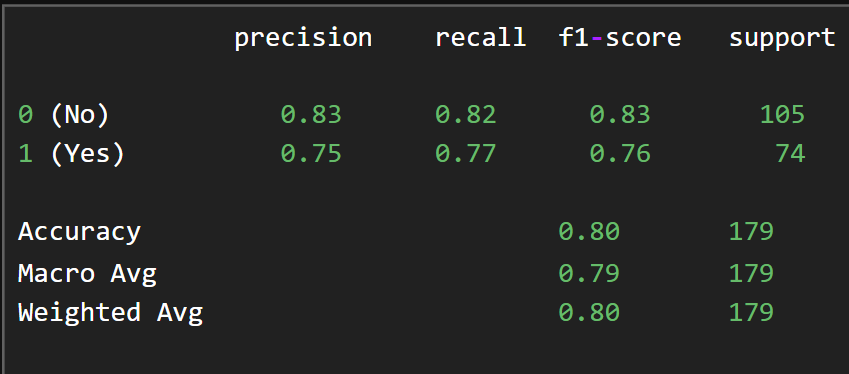 precision recall f1-score support
0 (No) 0.83 0.82 0.83 105
1 (Yes) 0.75 0.77 0.76 74
Accuracy 0.80 179
Macro Avg 0.79 179
Weighted Avg 0.80 179